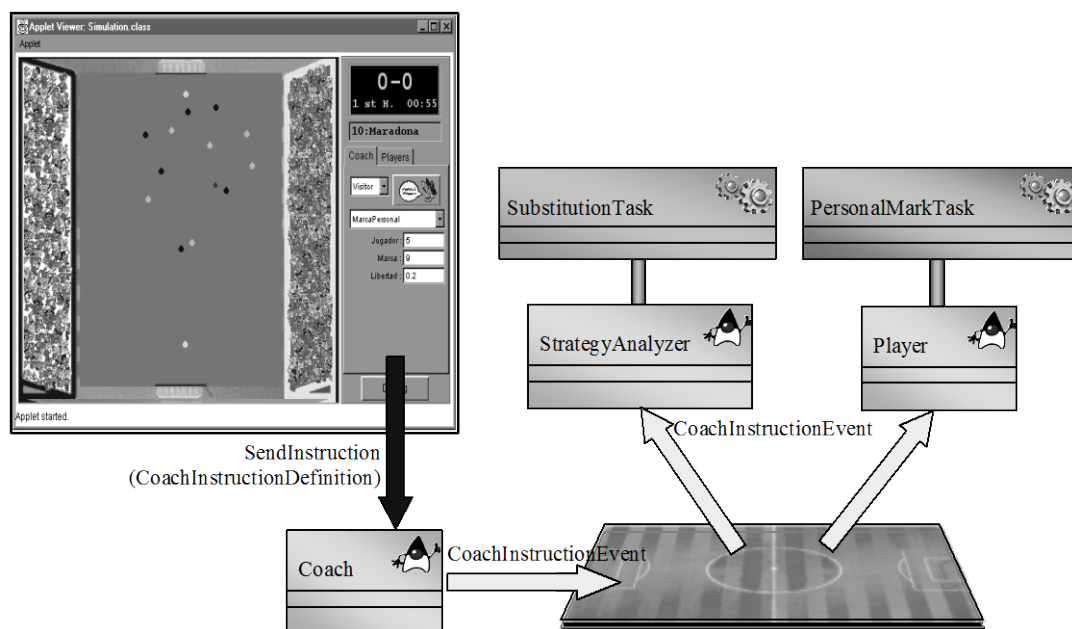 Applet Viewer: Simulation.class
Applet
0-0
1 st H. 00:55
10:Maradona
Coach Players
Visitor
MarcaPersonal
Jugador : 5
Marca : 9
Libertad : 0.2
Applet started.
SubstitutionTask
PersonalMarkTask
StrategyAnalyzer
Player
CoachInstructionEvent
SendInstruction
(CoachInstructionDefinition)
Coach
CoachInstructionEvent